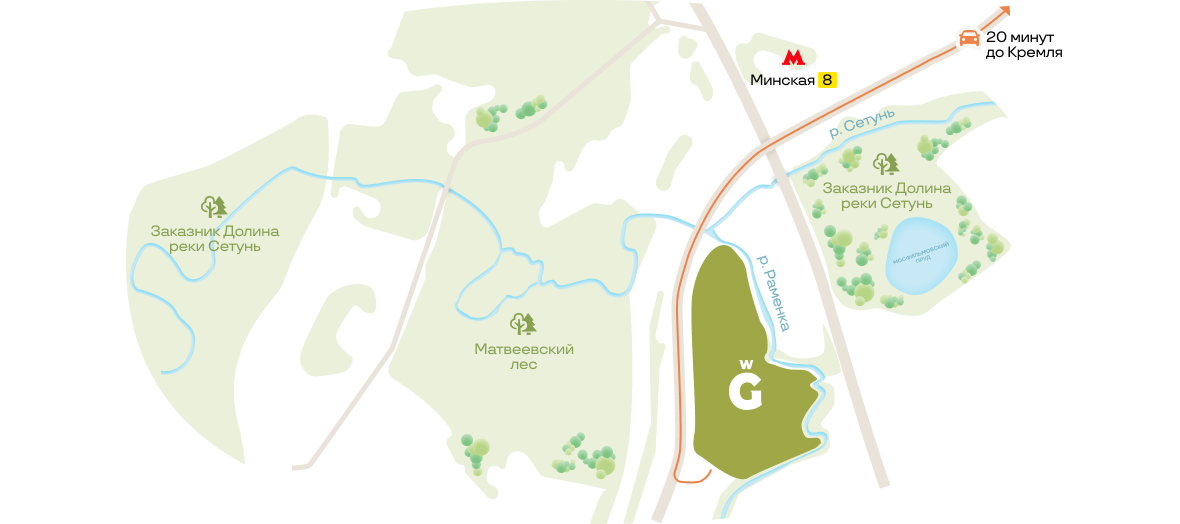 20 минут
до Кремля
Минская 8
р. Сетунь
Заказник Долина
реки Сетунь
Заказник Долина
реки Сетунь
МОСФИЛЬМОВСКИЙ
ПРУД
р. Раменка
Матвеевский
лес
W
G